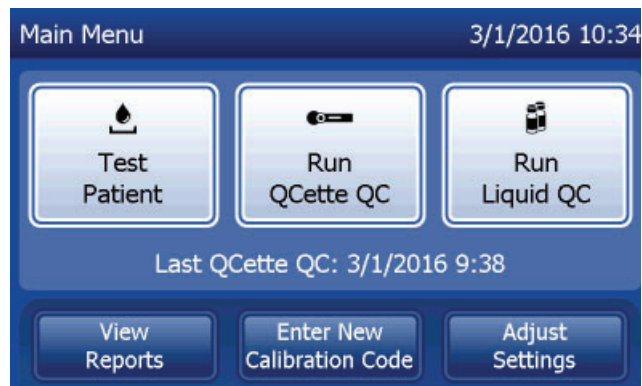 Main Menu 3/1/2016 10:34
Test
Patient
Run
QCette QC
Run
Liquid QC
Last QCette QC: 3/1/2016 9:38
View
Reports
Enter New
Calibration Code
Adjust
Settings